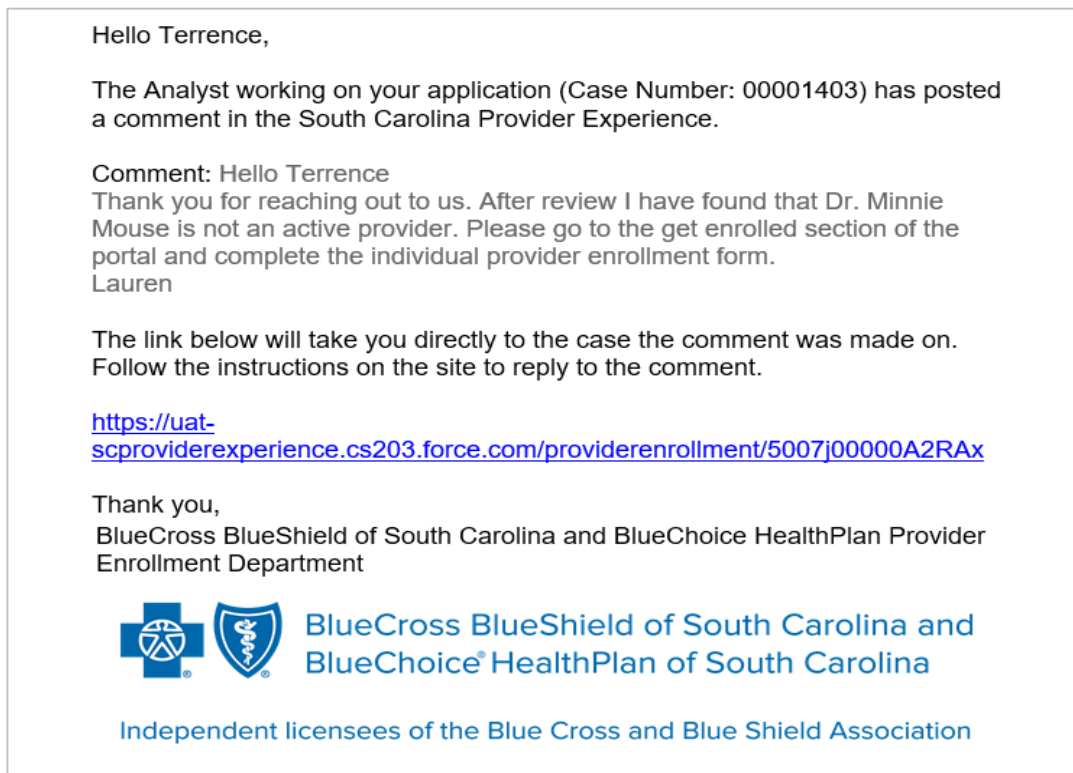 Hello Terrence,
The Analyst working on your application (Case Number: 00001403) has posted
a comment in the South Carolina Provider Experience.
Comment: Hello Terrence
Thank you for reaching out to us. After review I have found that Dr. Minnie
Mouse is not an active provider. Please go to the get enrolled section of the
portal and complete the individual provider enrollment form.
Lauren
The link below will take you directly to the case the comment was made on.
Follow the instructions on the site to reply to the comment.
https://uat-
scproviderexperience.cs203.force.com/providerenrollment/5007j00000A2RAx
Thank you,
BlueCross BlueShield of South Carolina and BlueChoice HealthPlan Provider
Enrollment Department
BlueCross BlueShield of South Carolina and
BlueChoice® HealthPlan of South Carolina
Independent licensees of the Blue Cross and Blue Shield Association